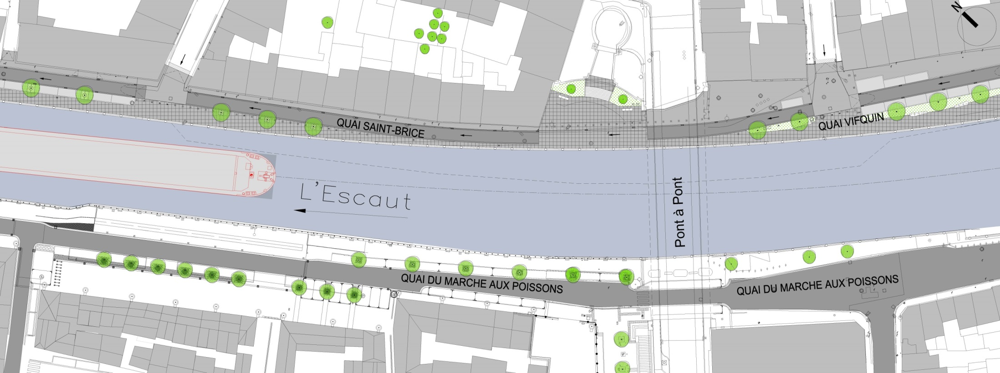 N
QUAI SAINT-BRICE
QUAI VIFQUIN
L'Escaut
Pont à Pont
QUAI DU MARCHE AUX POISSONS
QUAI DU MARCHE AUX POISSONS